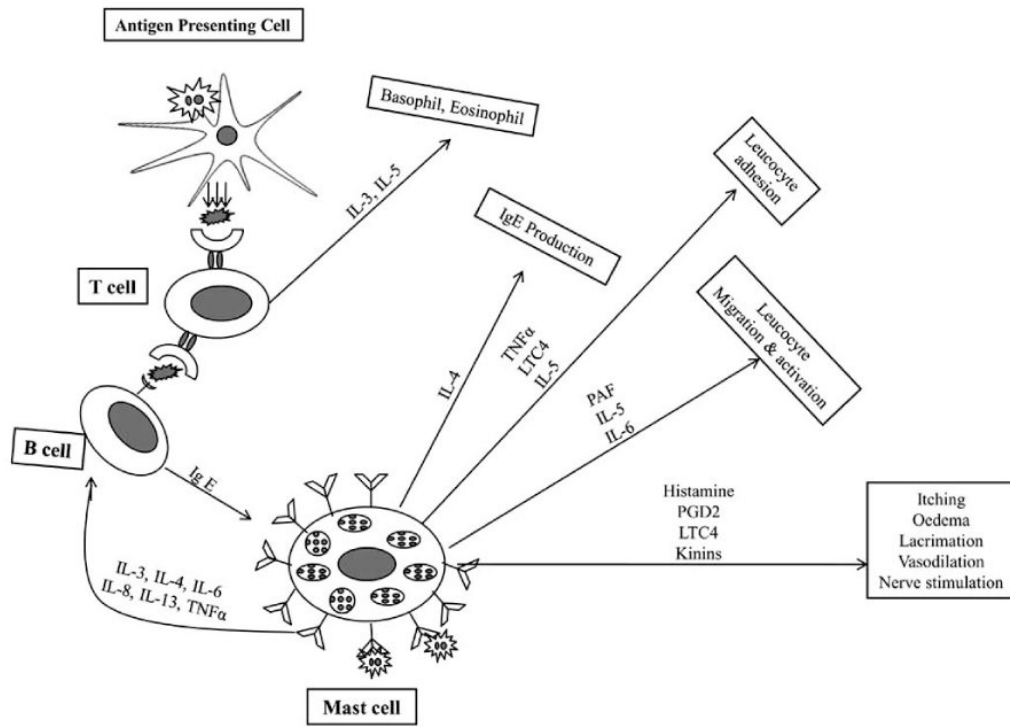 Antigen Presenting Cell
Basophil, Eosinophil
IL-3, IL-5
Leucocyte
adhesion
IgE Production
T cell
Leucocyte
Migration & activation
TNFα
LTC4
IL-5
IL-4
PAF
IL-5
IL-6
B cell
Ig E
Histamine
PGD2
LTC4
Kinins
Itching
Oedema
Lacrimation
Vasodilation
Nerve stimulation
IL-3, IL-4, IL-6
IL-8, IL-13, TNFα
Mast cell